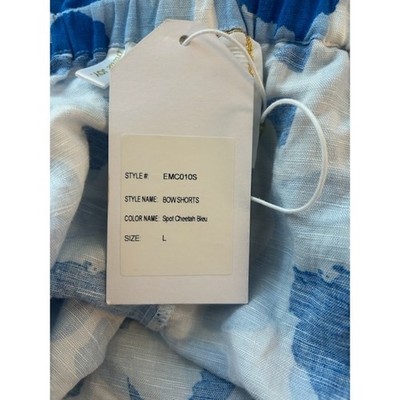 STYLE#: EMC010S
STYLE NAME: BOW SHORTS
COLOR NAME: Spot Cheetah Bleu
SIZE: L